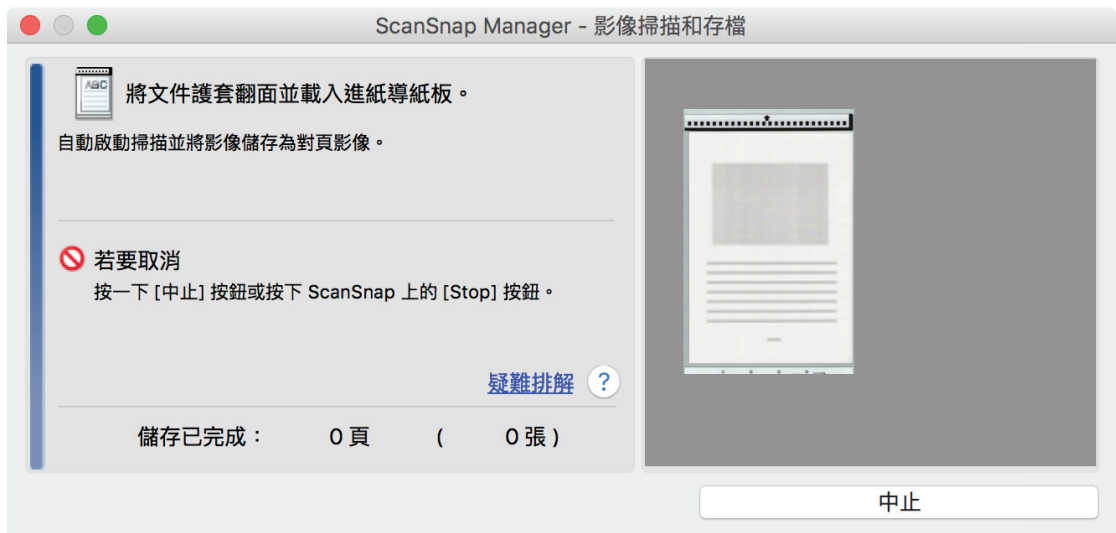 ScanSnap Manager - 影像掃描和存檔
ABC
將文件護套翻面並載入進紙導紙板。
自動啟動掃描並將影像儲存為對頁影像。
若要取消
按一下 [中止] 按鈕或按下 ScanSnap 上的 [Stop] 按鈕。
疑難排解 ?
儲存已完成： 0 頁 ( 0 張 )
中止